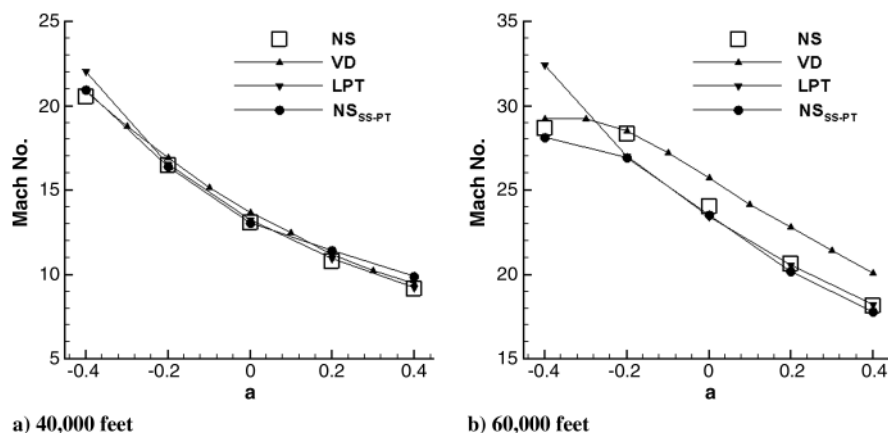 25
20
15
10
5
Mach No.
-0.4
-0.2
0
0.2
0.4
a
NS
VD
LPT
NSSS-PT
a) 40,000 feet
35
30
25
20
15
Mach No.
-0.4
-0.2
0
0.2
0.4
a
NS
VD
LPT
NSSS-PT
b) 60,000 feet